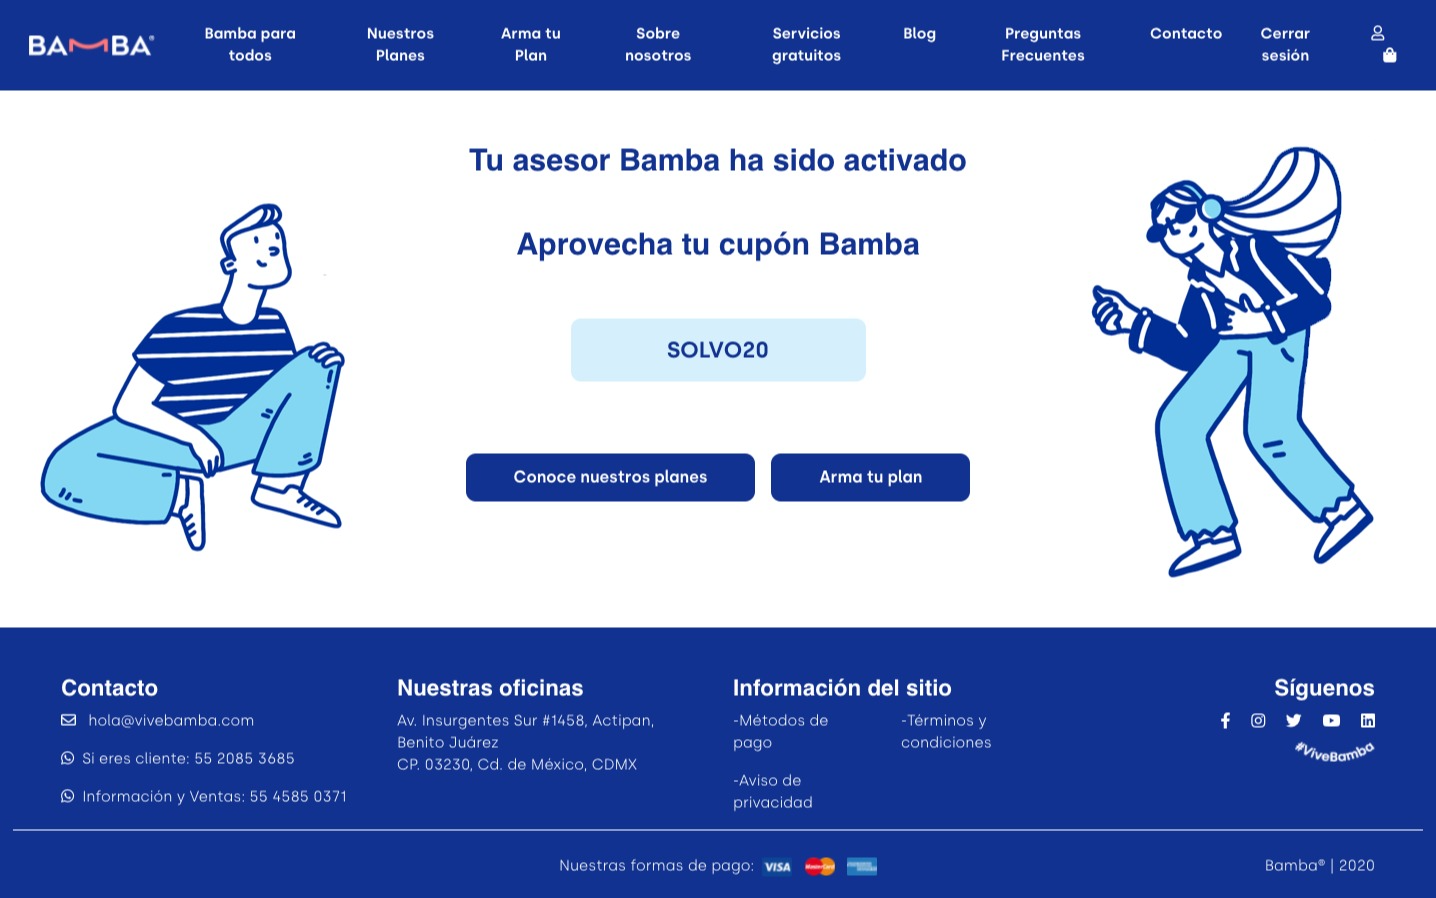 BAMBA®
Bamba para
todos
Nuestros
Planes
Arma tu
Plan
Sobre
nosotros
Servicios
gratuitos
Blog
Preguntas
Frecuentes
Contacto
Cerrar
sesión
Tu asesor Bamba ha sido activado
Aprovecha tu cupón Bamba
SOLVO20
Conoce nuestros planes
Arma tu plan
Contacto
hola@vivebamba.com
Si eres cliente: 55 2085 3685
Información y Ventas: 55 4585 0371
Nuestras oficinas
Av. Insurgentes Sur #1458, Actipan,
Benito Juárez
CP. 03230, Cd. de México, CDMX
Información del sitio
-Métodos de
pago
-Aviso de
privacidad
-Términos y
condiciones
Síguenos
#ViveBamba
Nuestras formas de pago:
VISA
MasterCard
Bamba® | 2020